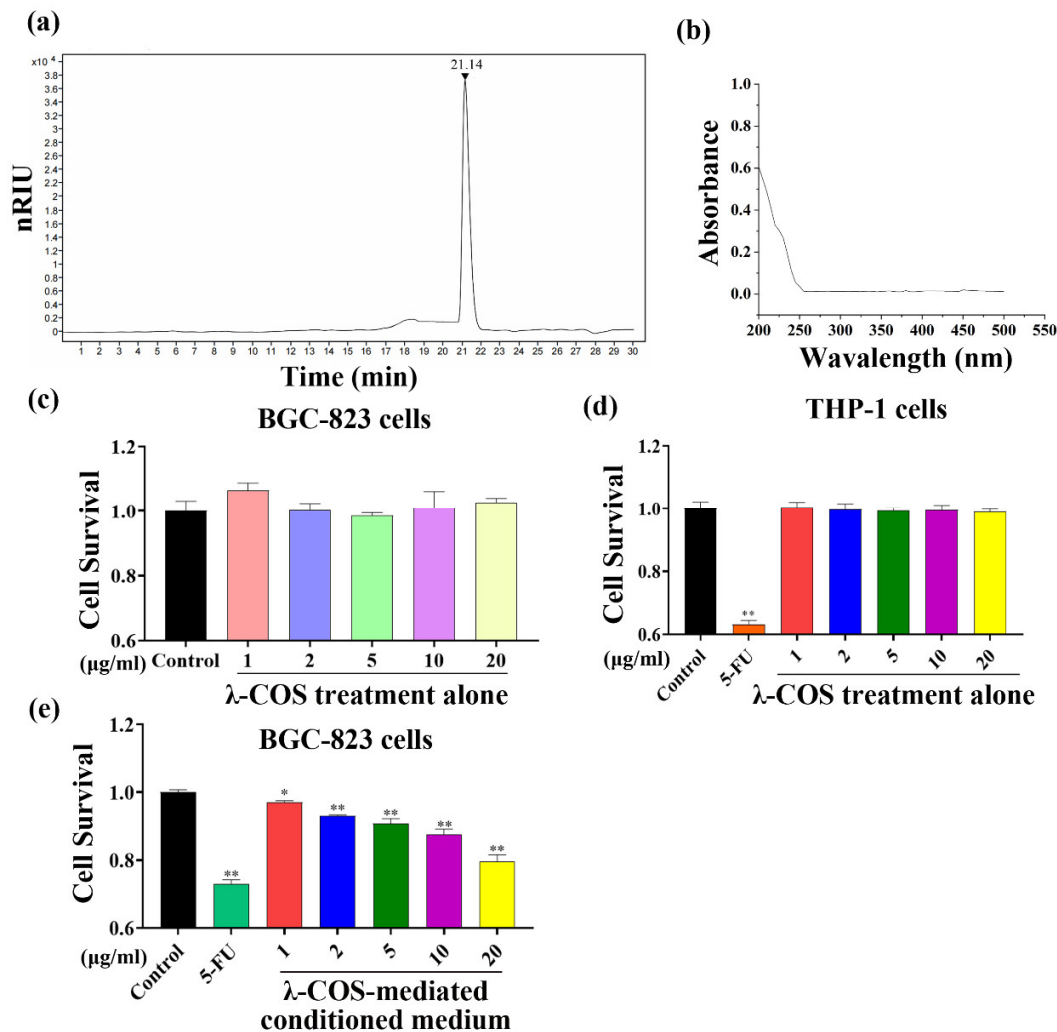 (a)
×10⁴
3.8
3.6
3.4
3.2
3
2.8
2.6
2.4
2.2
2
1.8
1.6
1.4
1.2
1
0.8
0.6
0.4
0.2
0
nRIU
21.14
1 2 3 4 5 6 7 8 9 10 11 12 13 14 15 16 17 18 19 20 21 22 23 24 25 26 27 28 29 30
Time (min)
(b)
1.0
0.8
0.6
0.4
0.2
0.0
Absorbance
200 250 300 350 400 450 500 550
Wavalength (nm)
(c)
BGC-823 cells
1.2
1.0
0.8
0.6
Cell Survival
(μg/ml) Control 1 2 5 10 20
λ-COS treatment alone
(d)
THP-1 cells
1.2
1.0
0.8
0.6
Cell Survival
**
(μg/ml) Control 5-FU 1 2 5 10 20
λ-COS treatment alone
(e)
BGC-823 cells
1.2
1.0
0.8
0.6
Cell Survival
** * ** ** ** **
(μg/ml) Control 5-FU 1 2 5 10 20
λ-COS-mediated
conditioned medium